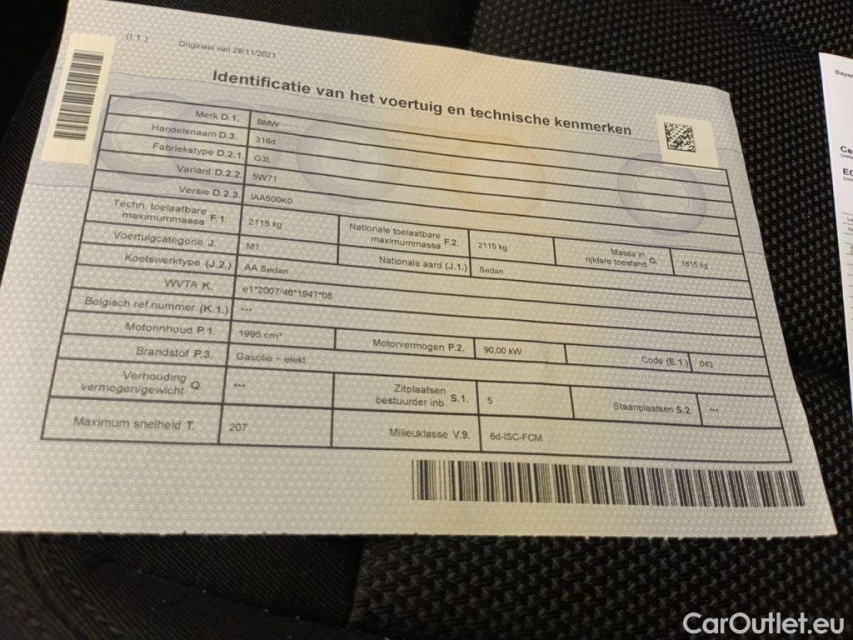 (I.1.)
Origineel van 29/11/2021
Identificatie van het voertuig en technische kenmerken
Merk D.1. BMW
Handelsnaam D.3. 316d
Fabriekstype D.2.1. G3L
Variant D.2.2. 5W71
Versie D.2.3. IAA500K0
Techn. toelaatbare maximummassa F.1. 2115 kg Nationale toelaatbare maximummassa F.2. 2115 kg Massa in rijklare toestand G. 1615 kg
Voertuigcategorie J. M1 Nationale aard (J.1.) Sedan
Koetswerktype (J.2.) AA Sedan
WVTA K. e1*2007/46*1947*08
Belgisch ref.nummer (K.1.) ***
Motorinhoud P.1. 1995 cm³ Motorvermogen P.2. 90,00 kW Code (E.1.) 043
Brandstof P.3. Gasolie + elekt
Verhouding vermogen/gewicht Q. *** Zitplaatsen bestuurder inb. S.1. 5 Staanplaatsen S.2. ***
Maximum snelheid T. 207 Milieuklasse V.9. 6d-ISC-FCM
Bayer
Ce
CarOutlet.eu